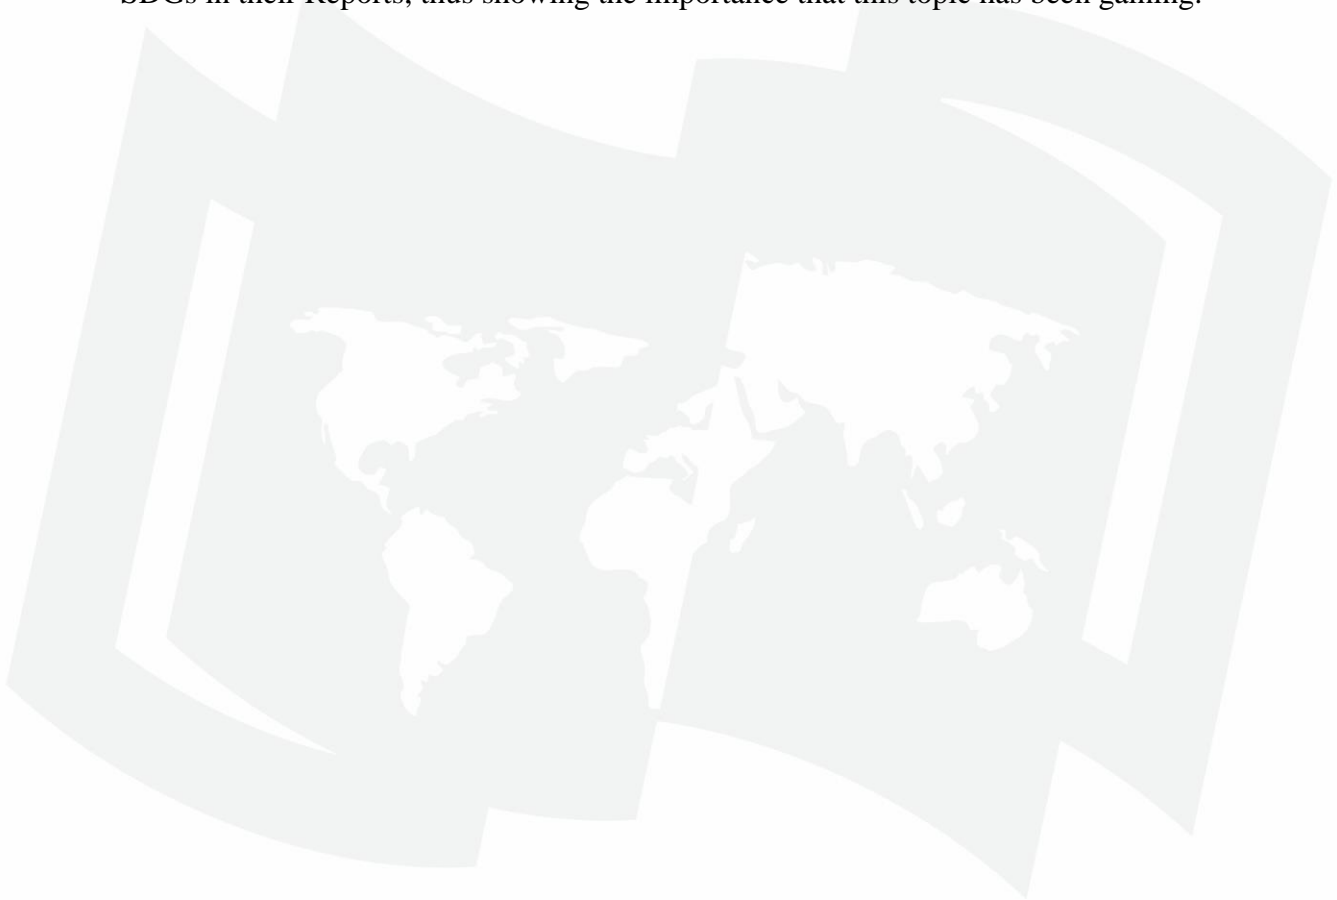 SDGs in their Reports, thus showing the importance that this topic has been gaining.